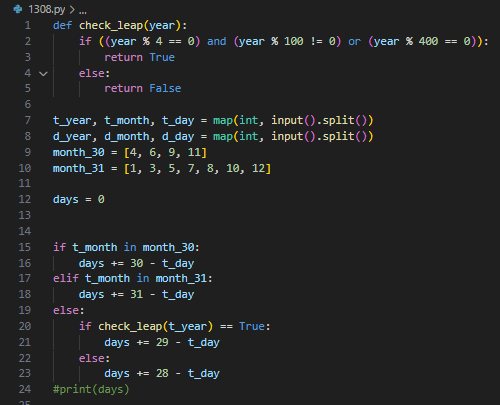 1308.py > ...
1 def check_leap(year):
2 if ((year % 4 == 0) and (year % 100 != 0) or (year % 400 == 0)):
3 return True
4 else:
5 return False
6
7 t_year, t_month, t_day = map(int, input().split())
8 d_year, d_month, d_day = map(int, input().split())
9 month_30 = [4, 6, 9, 11]
10 month_31 = [1, 3, 5, 7, 8, 10, 12]
11
12 days = 0
13
14
15 if t_month in month_30:
16 days += 30 - t_day
17 elif t_month in month_31:
18 days += 31 - t_day
19 else:
20 if check_leap(t_year) == True:
21 days += 29 - t_day
22 else:
23 days += 28 - t_day
24 #print(days)